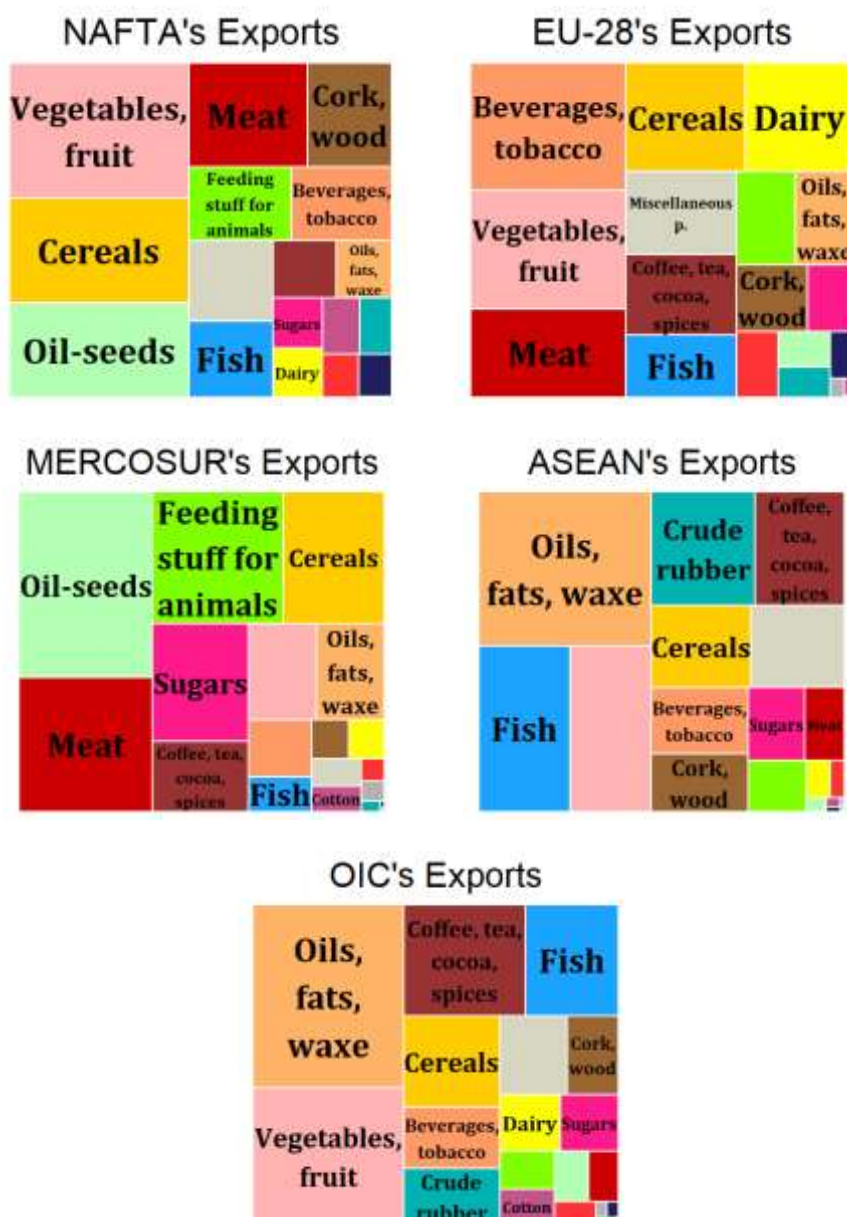 NAFTA's Exports
Vegetables,
fruit
Meat
Cork,
wood
Feeding
stuff for
animals
Beverages,
tobacco
Cereals
Oils,
fats,
waxe
Oil-seeds
Fish
Sugars
Dairy
EU-28's Exports
Beverages,
tobacco
Cereals
Dairy
Miscellaneous
p.
Oils,
fats,
waxe
Vegetables,
fruit
Coffee, tea,
cocoa,
spices
Cork,
wood
Meat
Fish
MERCOSUR's Exports
Oil-seeds
Feeding
stuff for
animals
Cereals
Sugars
Oils,
fats,
waxe
Meat
Coffee, tea,
cocoa,
spices
Fish
Cotton
ASEAN's Exports
Oils,
fats, waxe
Crude
rubber
Coffee,
tea,
cocoa,
spices
Cereals
Fish
Beverages,
tobacco
Sugars
Meat
Cork,
wood
OIC's Exports
Oils,
fats,
waxe
Coffee, tea,
cocoa,
spices
Fish
Cereals
Cork,
wood
Vegetables,
fruit
Beverages,
tobacco
Dairy
Sugars
Crude
rubber
Cotton